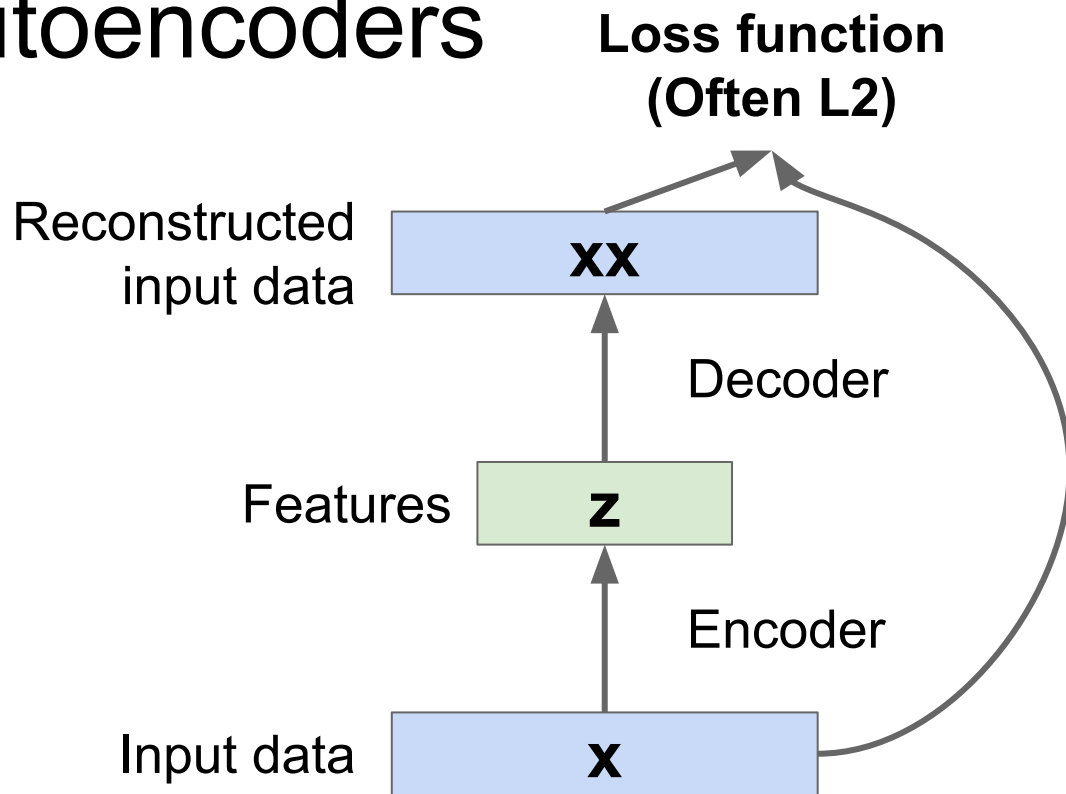 utoencoders
Loss function
(Often L2)
Reconstructed
input data
xx
Decoder
Features
z
Encoder
Input data
x